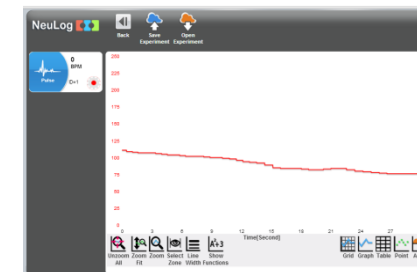 NeuLog
Back
Save Experiment
Open Experiment
0
BPM
Pulse
ID=1
250
225
200
175
150
125
100
75
50
25
0
0 3 6 9 12 15 18 21 24 27
Time[Second]
Unzoom All
Zoom Fit
Zoom
Select Zone
Line Width
A+3
Show Functions
Grid
Graph
Table
Point